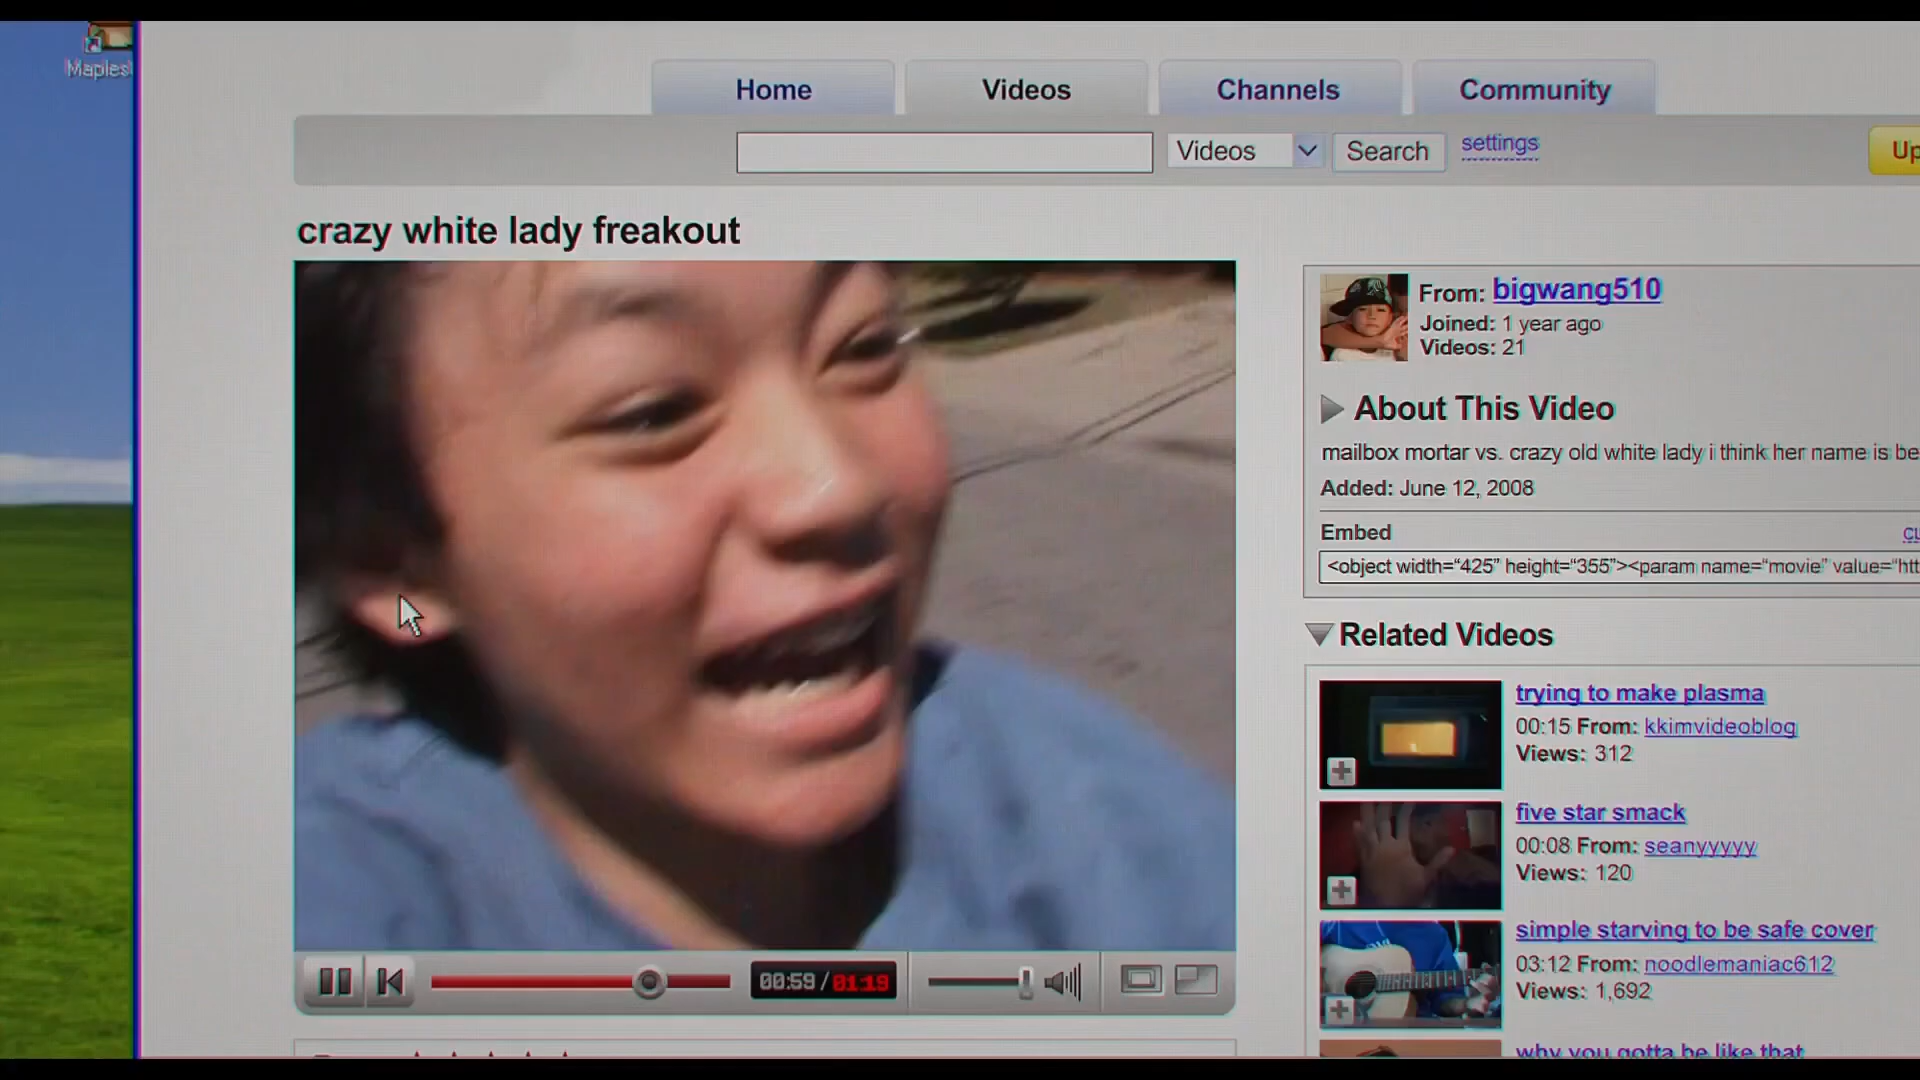 Maples
Home
Videos
Channels
Community
Videos
Search
settings
Up
crazy white lady freakout
From: bigwang510
Joined: 1 year ago
Videos: 21
About This Video
mailbox mortar vs. crazy old white lady i think her name is be
Added: June 12, 2008
Embed
cu
<object width="425" height="355"><param name="movie" value="htt
Related Videos
trying to make plasma
00:15 From: kkimvideoblog
Views: 312
five star smack
00:08 From: seanyyyyy
Views: 120
simple starving to be safe cover
03:12 From: noodlemaniac612
Views: 1,692
why you gotta be like that
00:59 / 01:19